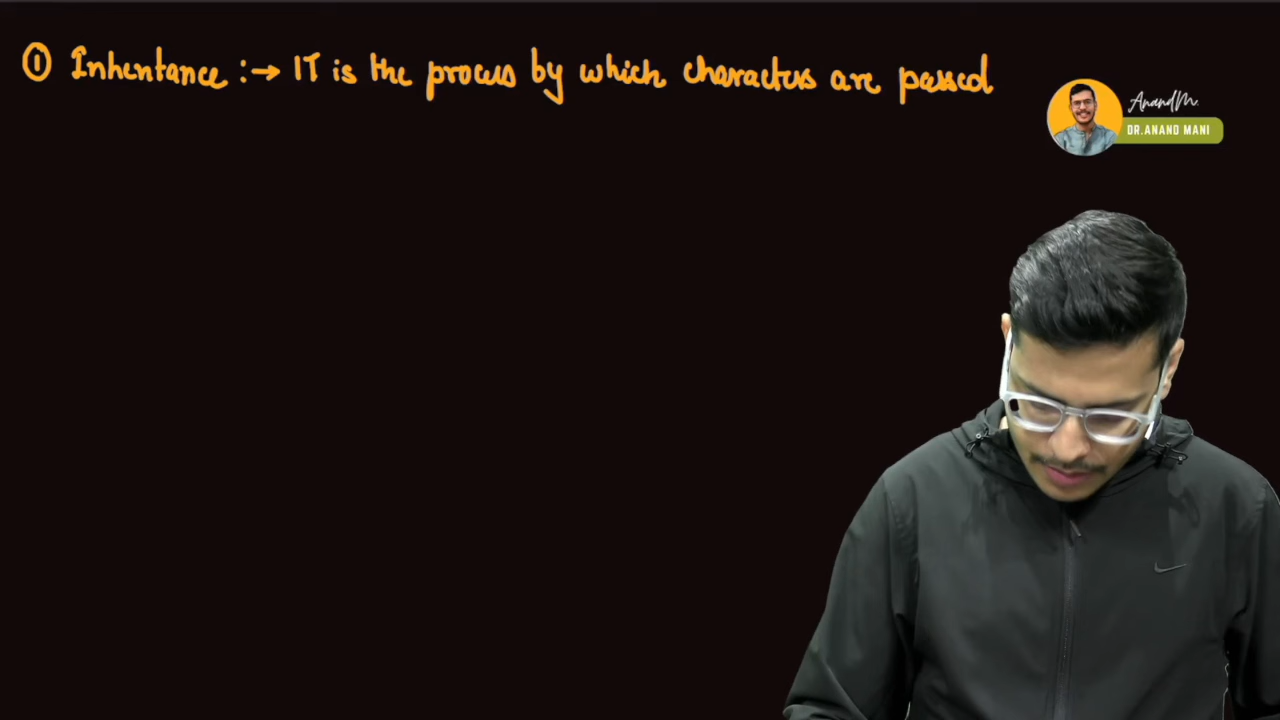 ① Inheritance :→ IT is the process by which characters are passed
AnandM.
DR.ANAND MANI